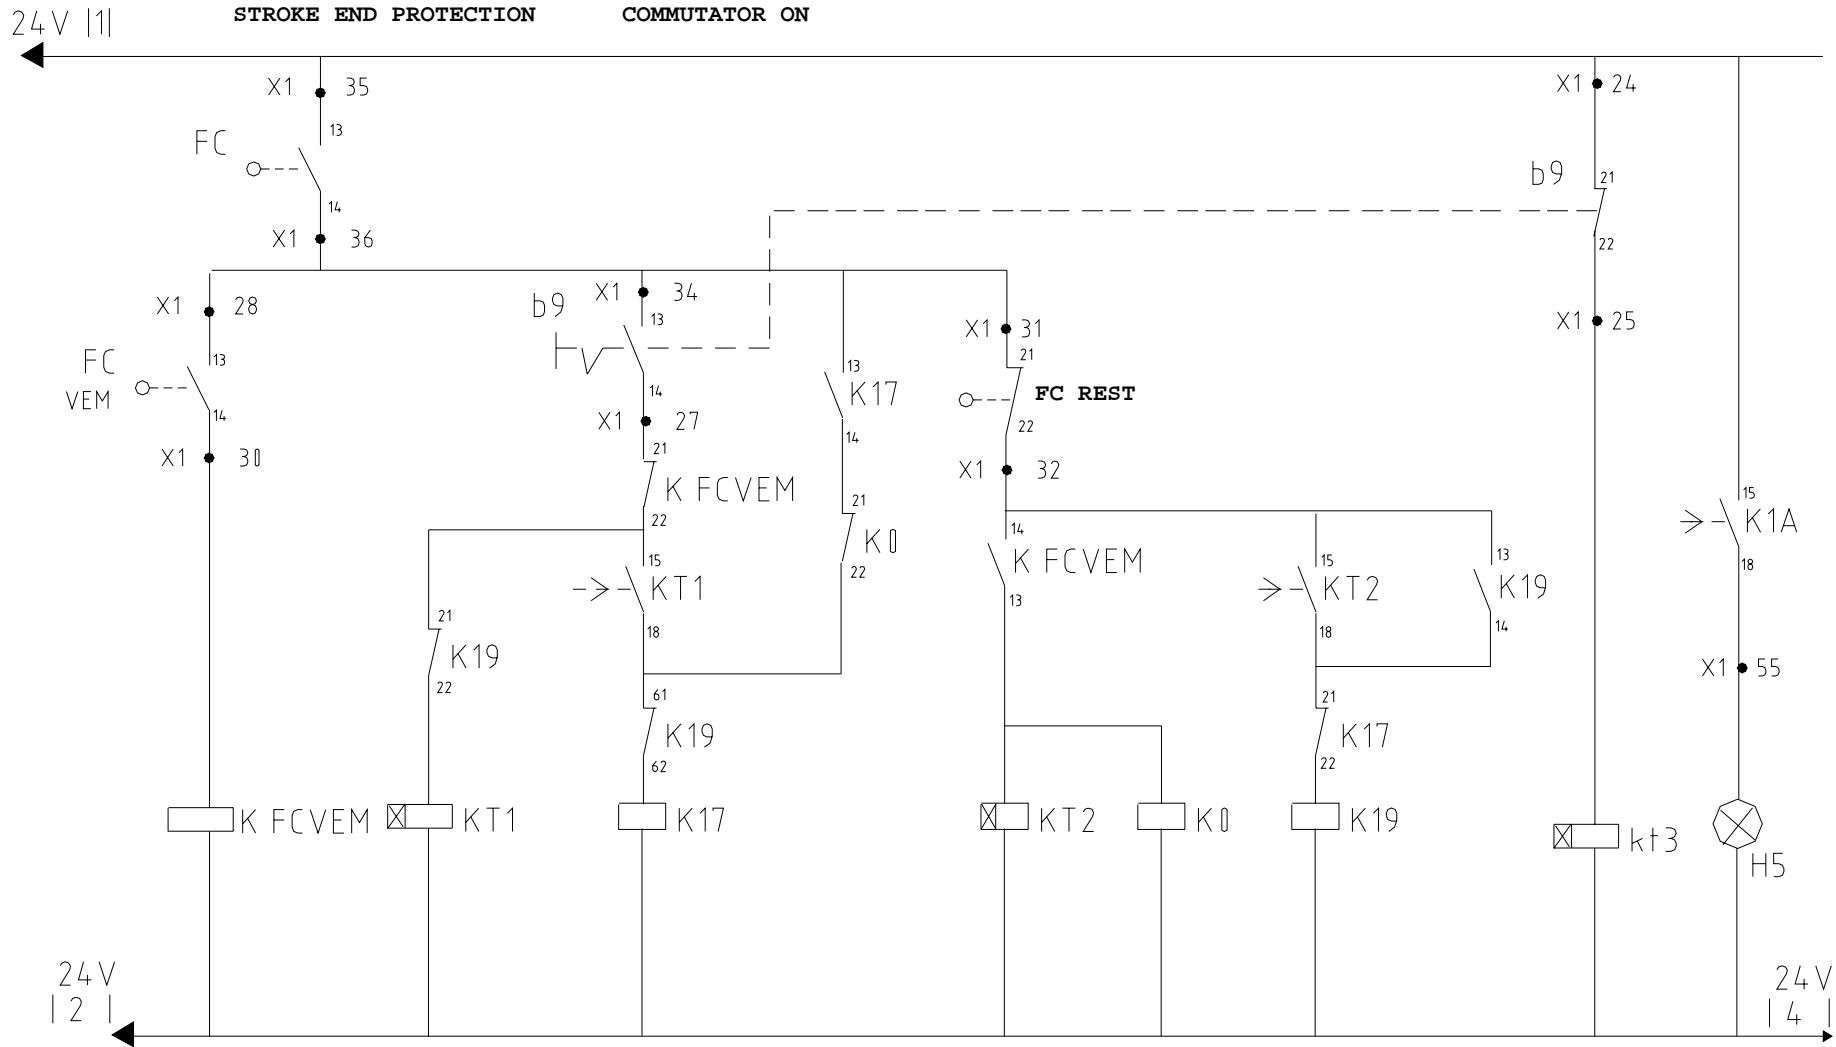 STROKE END PROTECTION COMMUTATOR ON
24V |1|
X1 35
X1 24
13
FC
b9 21
14
X1 36
22
X1 28
b9 X1 34
13
X1 31
X1 25
FC
VEM
13
14
21
FC REST
22
13
K17
14
14
X1 27
X1 30
21
K FCVEM
22
X1 32
21
K0
22
15
K1A
18
14
K FCVEM
13
15
KT1
18
15
KT2
18
13
K19
14
21
K19
22
X1 55
61
K19
62
21
K17
22
K FCVEM
KT1
K17
KT2
K0
K19
kt3
H5
24V
| 2 |
24V
| 4 |